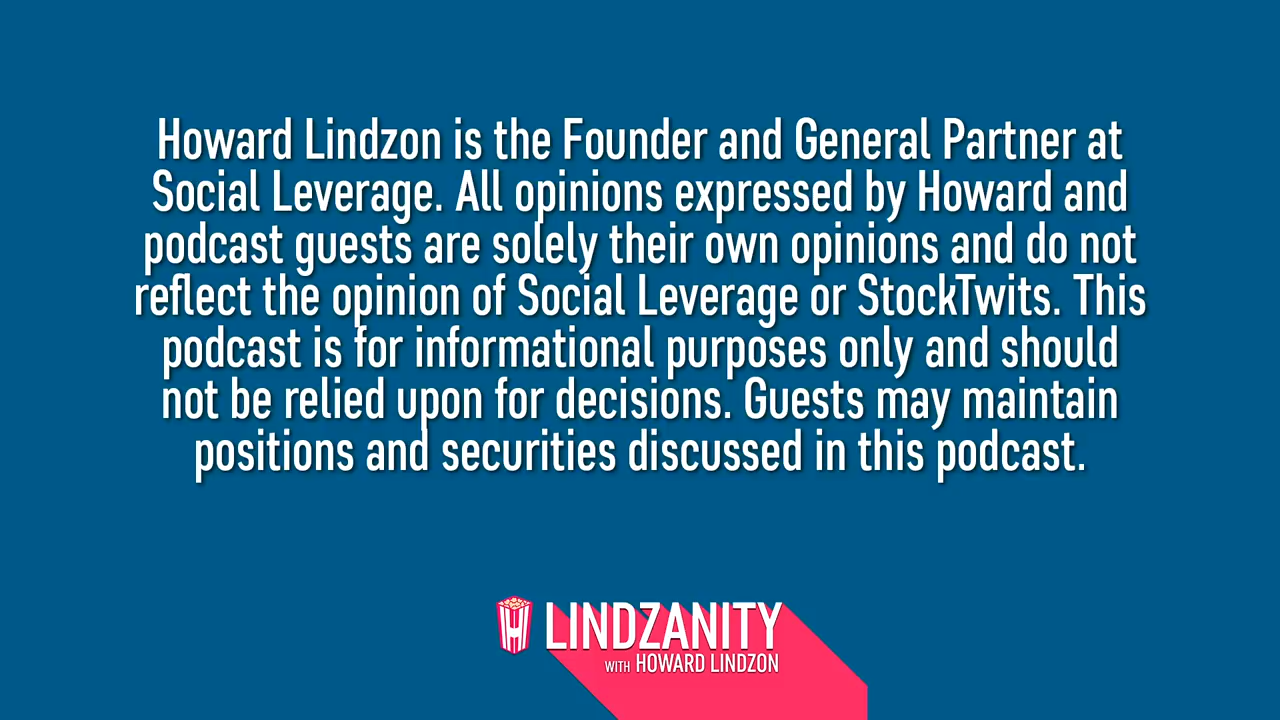 Howard Lindzon is the Founder and General Partner at
Social Leverage. All opinions expressed by Howard and
podcast guests are solely their own opinions and do not
reflect the opinion of Social Leverage or StockTwits. This
podcast is for informational purposes only and should
not be relied upon for decisions. Guests may maintain
positions and securities discussed in this podcast.
LINDZANITY
WITH HOWARD LINDZON